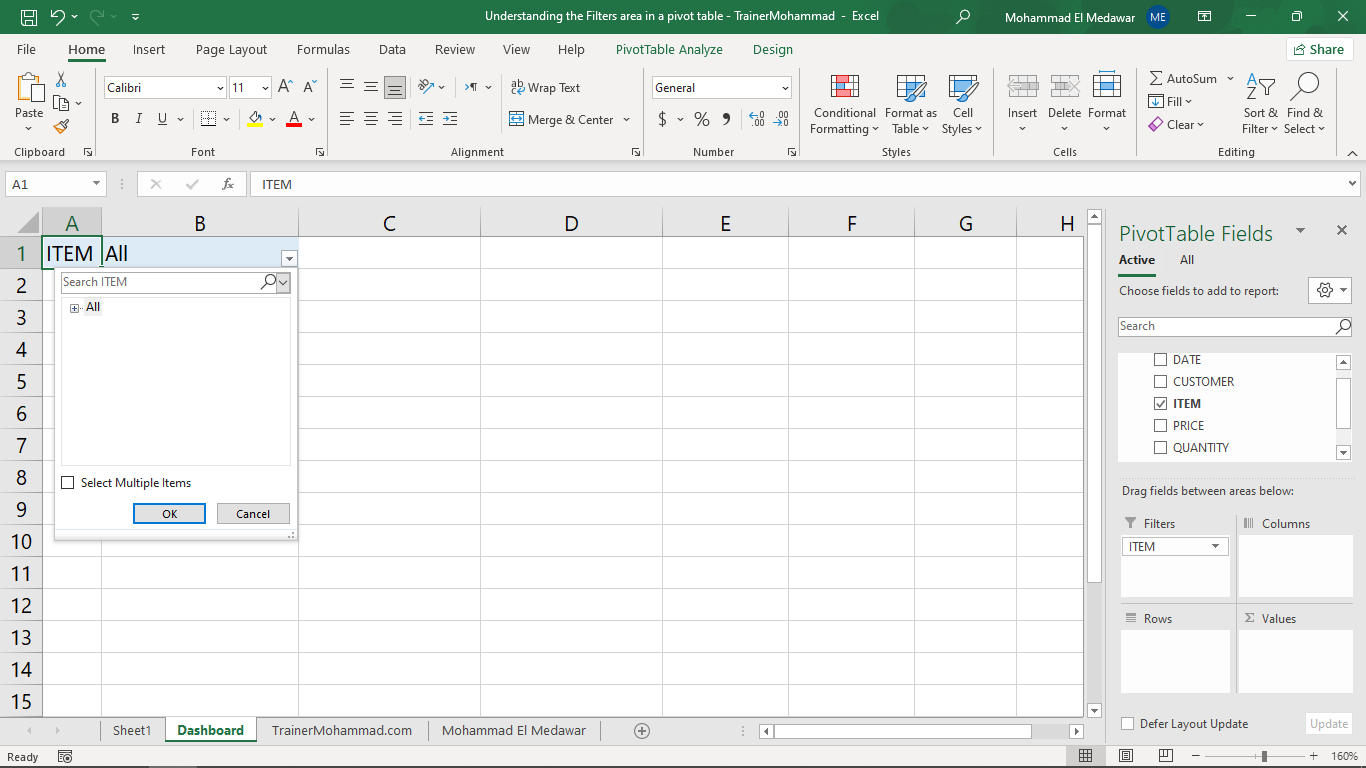 Understanding the Filters area in a pivot table - TrainerMohammad - Excel
Mohammad El Medawar ME
File Home Insert Page Layout Formulas Data Review View Help PivotTable Analyze Design Share
Paste
Clipboard
Calibri 11
B I U A
Font
Wrap Text
Merge & Center
Alignment
General
$ % 9 .00
Number
Conditional Formatting
Format as Table
Cell Styles
Styles
Insert Delete Format
Cells
AutoSum
Fill
Clear
Sort & Filter
Find & Select
Editing
A1 fx ITEM
A B C D E F G H
1 ITEM All
2
3
4
5
6
7
8
9
10
11
12
13
14
15
Search ITEM
All
Select Multiple Items
OK Cancel
PivotTable Fields
Active All
Choose fields to add to report:
Search
DATE
CUSTOMER
ITEM
PRICE
QUANTITY
Drag fields between areas below:
Filters Columns
ITEM
Rows Σ Values
Defer Layout Update Update
Sheet1 Dashboard TrainerMohammad.com Mohammad El Medawar
Ready 160%